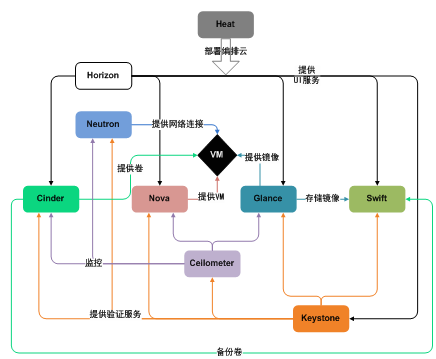 Heat
部署编排云
Horizon
提供
UI服务
Neutron
提供网络连接
VM
提供镜像
提供卷
Cinder
Nova
提供VM
Glance
存储镜像
Swift
监控
Ceilometer
提供验证服务
Keystone
备份卷